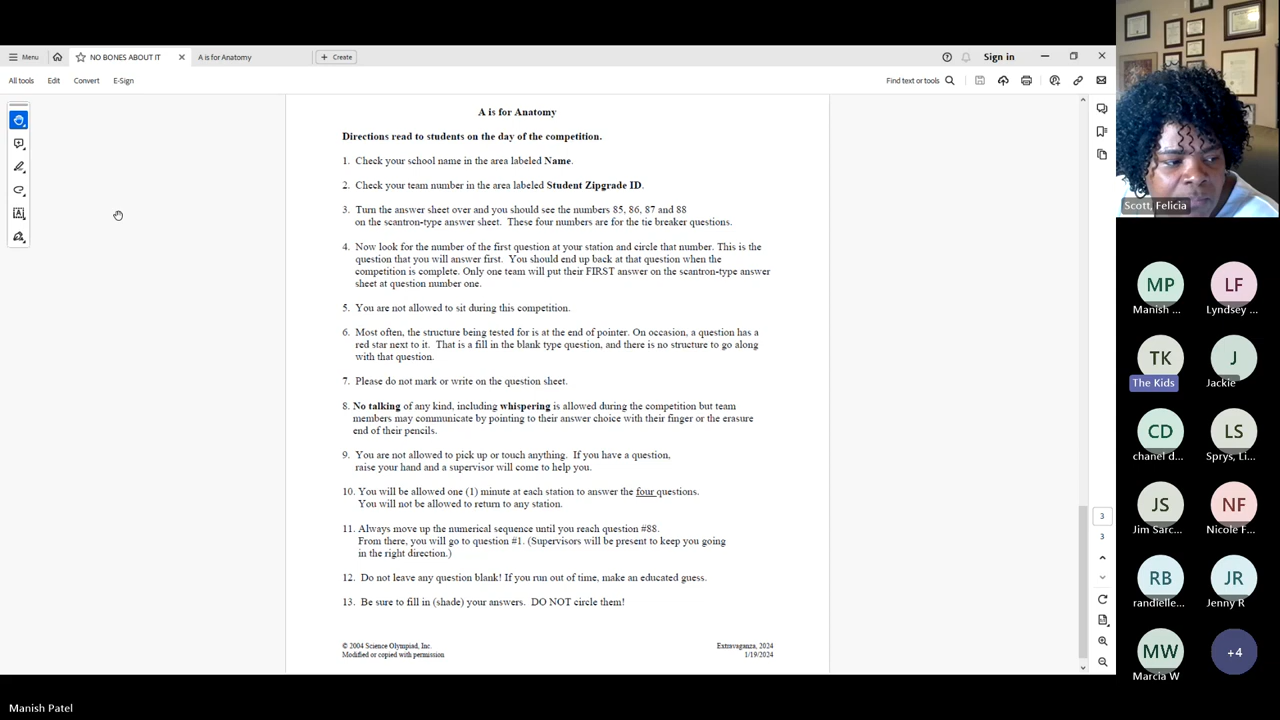 Menu
NO BONES ABOUT IT
A is for Anatomy
Create
Sign in
All tools
Edit
Convert
E-Sign
Find text or tools
A is for Anatomy
Directions read to students on the day of the competition.
1. Check your school name in the area labeled Name.
2. Check your team number in the area labeled Student Zipgrade ID.
3. Turn the answer sheet over and you should see the numbers 85, 86, 87 and 88
on the scantron-type answer sheet. These four numbers are for the tie breaker questions.
4. Now look for the number of the first question at your station and circle that number. This is the
question that you will answer first. You should end up back at that question when the
competition is complete. Only one team will put their FIRST answer on the scantron-type answer
sheet at question number one.
5. You are not allowed to sit during this competition.
6. Most often, the structure being tested for is at the end of pointer. On occasion, a question has a
red star next to it. That is a fill in the blank type question, and there is no structure to go along
with that question.
7. Please do not mark or write on the question sheet.
8. No talking of any kind, including whispering is allowed during the competition but team
members may communicate by pointing to their answer choice with their finger or the erasure
end of their pencils.
9. You are not allowed to pick up or touch anything. If you have a question,
raise your hand and a supervisor will come to help you.
10. You will be allowed one (1) minute at each station to answer the four questions.
You will not be allowed to return to any station.
11. Always move up the numerical sequence until you reach question #88.
From there, you will go to question #1. (Supervisors will be present to keep you going
in the right direction.)
12. Do not leave any question blank! If you run out of time, make an educated guess.
13. Be sure to fill in (shade) your answers. DO NOT circle them!
© 2004 Science Olympiad, Inc.
Modified or copied with permission
Extravaganza, 2024
1/19/2024
3
3
Scott, Felicia
MP
Manish ...
LF
Lyndsey ...
TK
The Kids
J
Jackie
CD
chanel d...
LS
Sprys, Li...
JS
Jim Sarc...
NF
Nicole F...
RB
randielle...
JR
Jenny R
MW
Marcia W
+4
Manish Patel